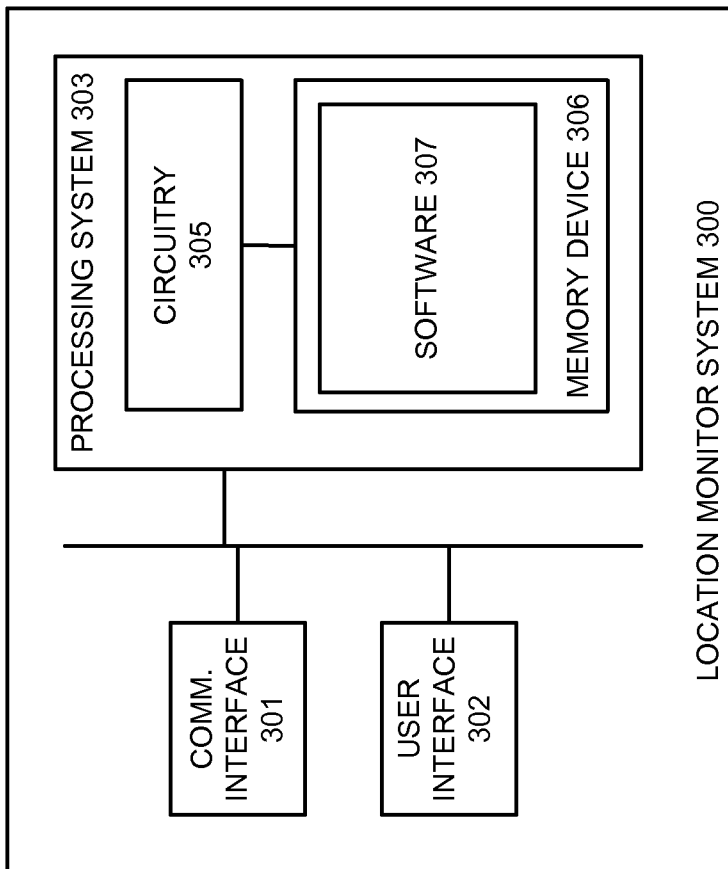 PROCESSING SYSTEM 303
CIRCUITRY
305
SOFTWARE 307
MEMORY DEVICE 306
COMM.
INTERFACE
301
USER
INTERFACE
302
LOCATION MONITOR SYSTEM 300